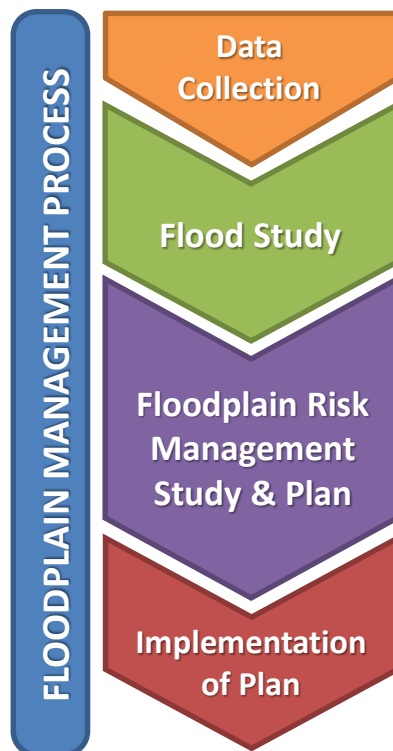 FLOODPLAIN MANAGEMENT PROCESS
Data
Collection
Flood Study
Floodplain Risk
Management
Study & Plan
Implementation
of Plan